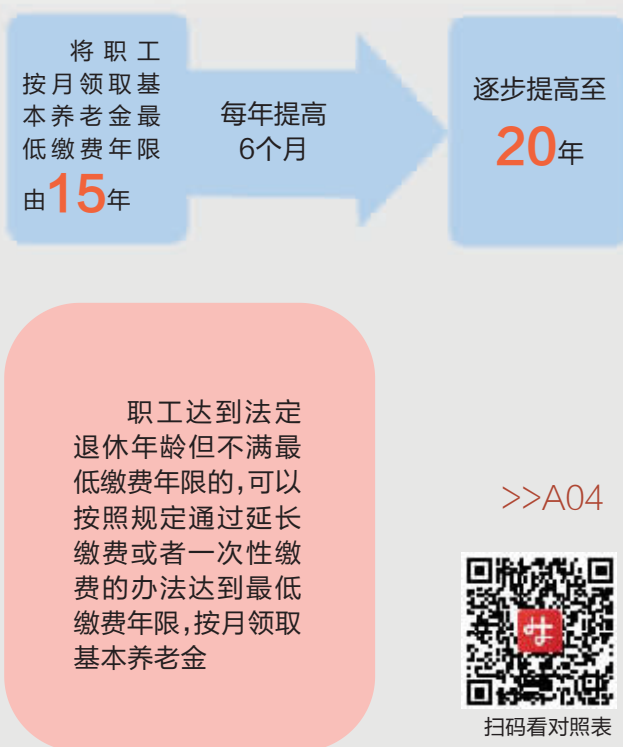 将职工
按月领取基
本养老金最
低缴费年限
由15年
每年提高
6个月
逐步提高至
20年
职工达到法定
退休年龄但不满最
低缴费年限的,可以
按照规定通过延长
缴费或者一次性缴
费的办法达到最低
缴费年限,按月领取
基本养老金
>>A04
扫码看对照表